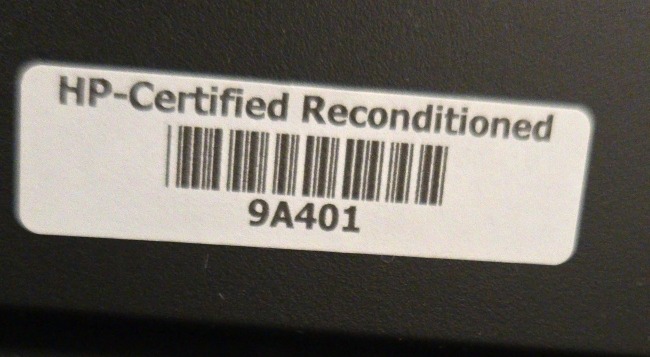 HP-Certified Reconditioned
9A401